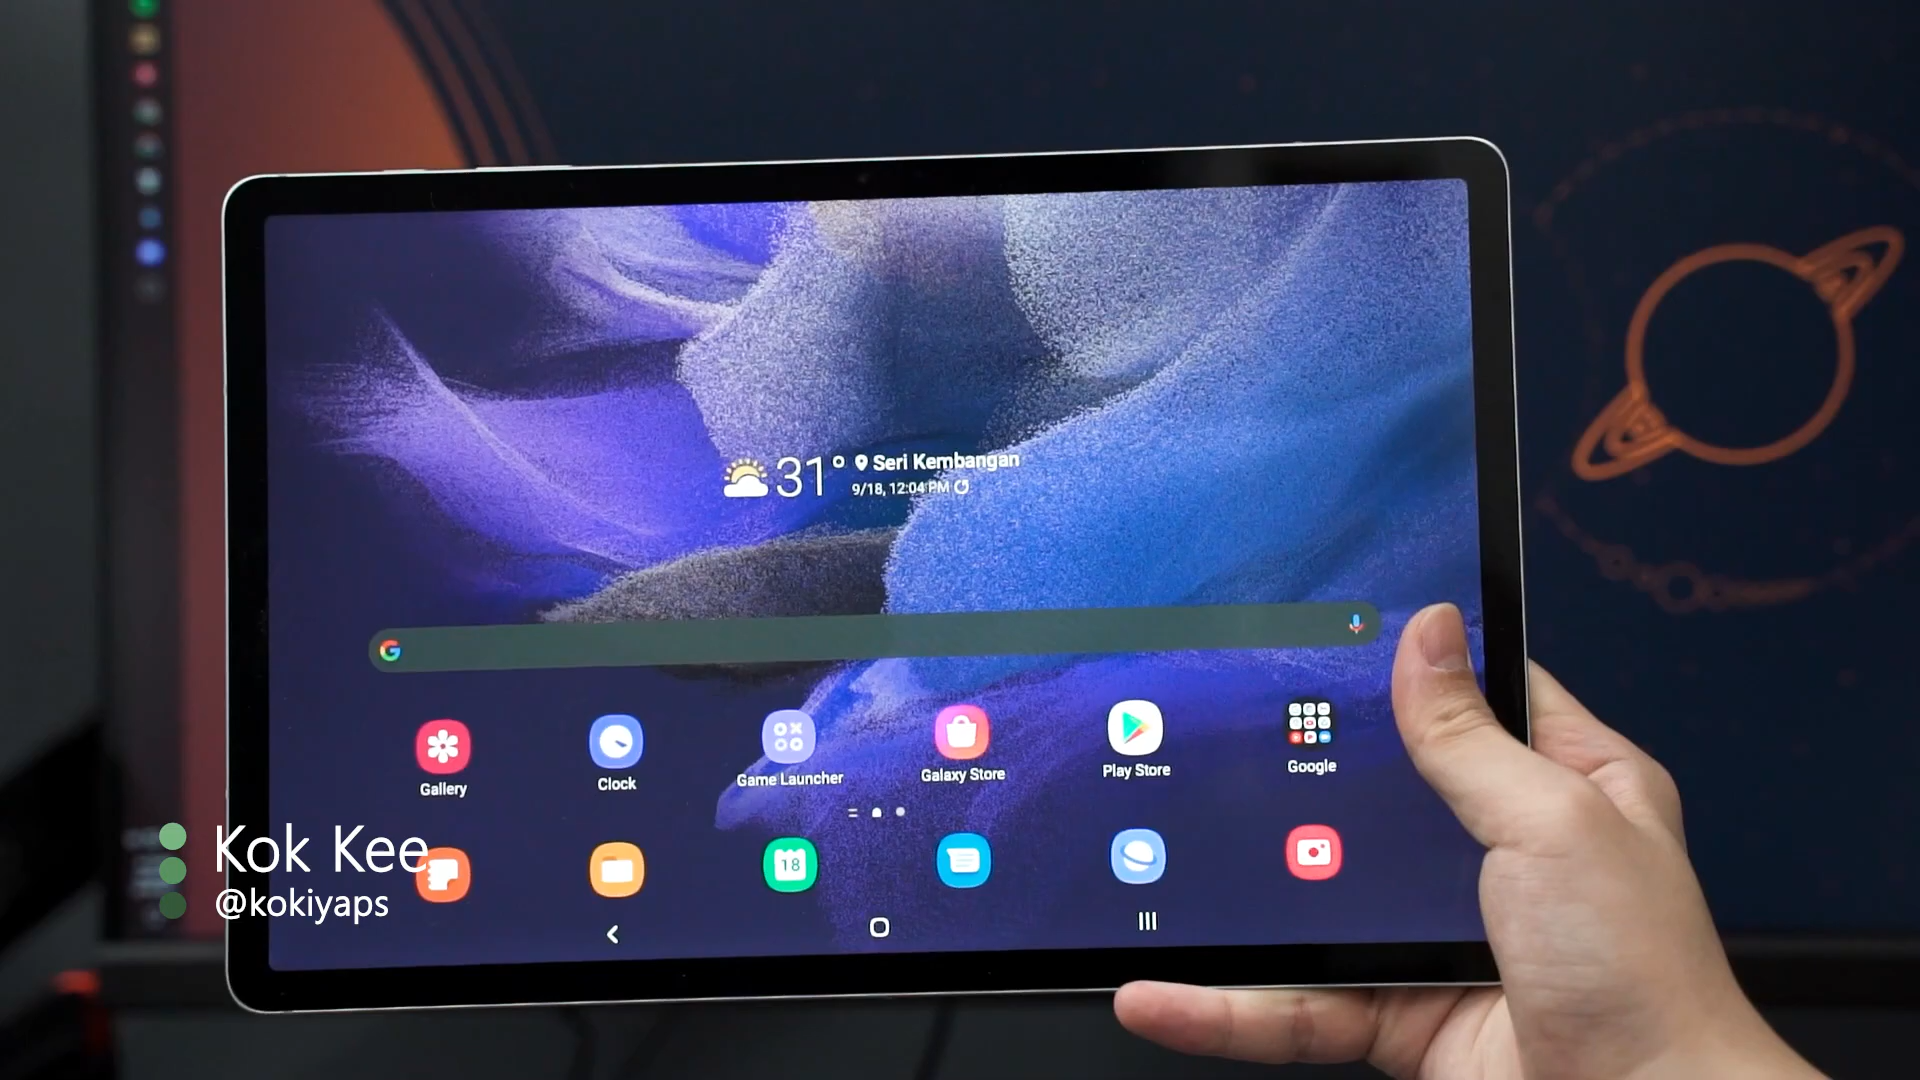 31° Seri Kembangan
9/18, 12:04 PM
Gallery
Clock
Game Launcher
Galaxy Store
Play Store
Google
18
Kok Kee
@kokiyaps